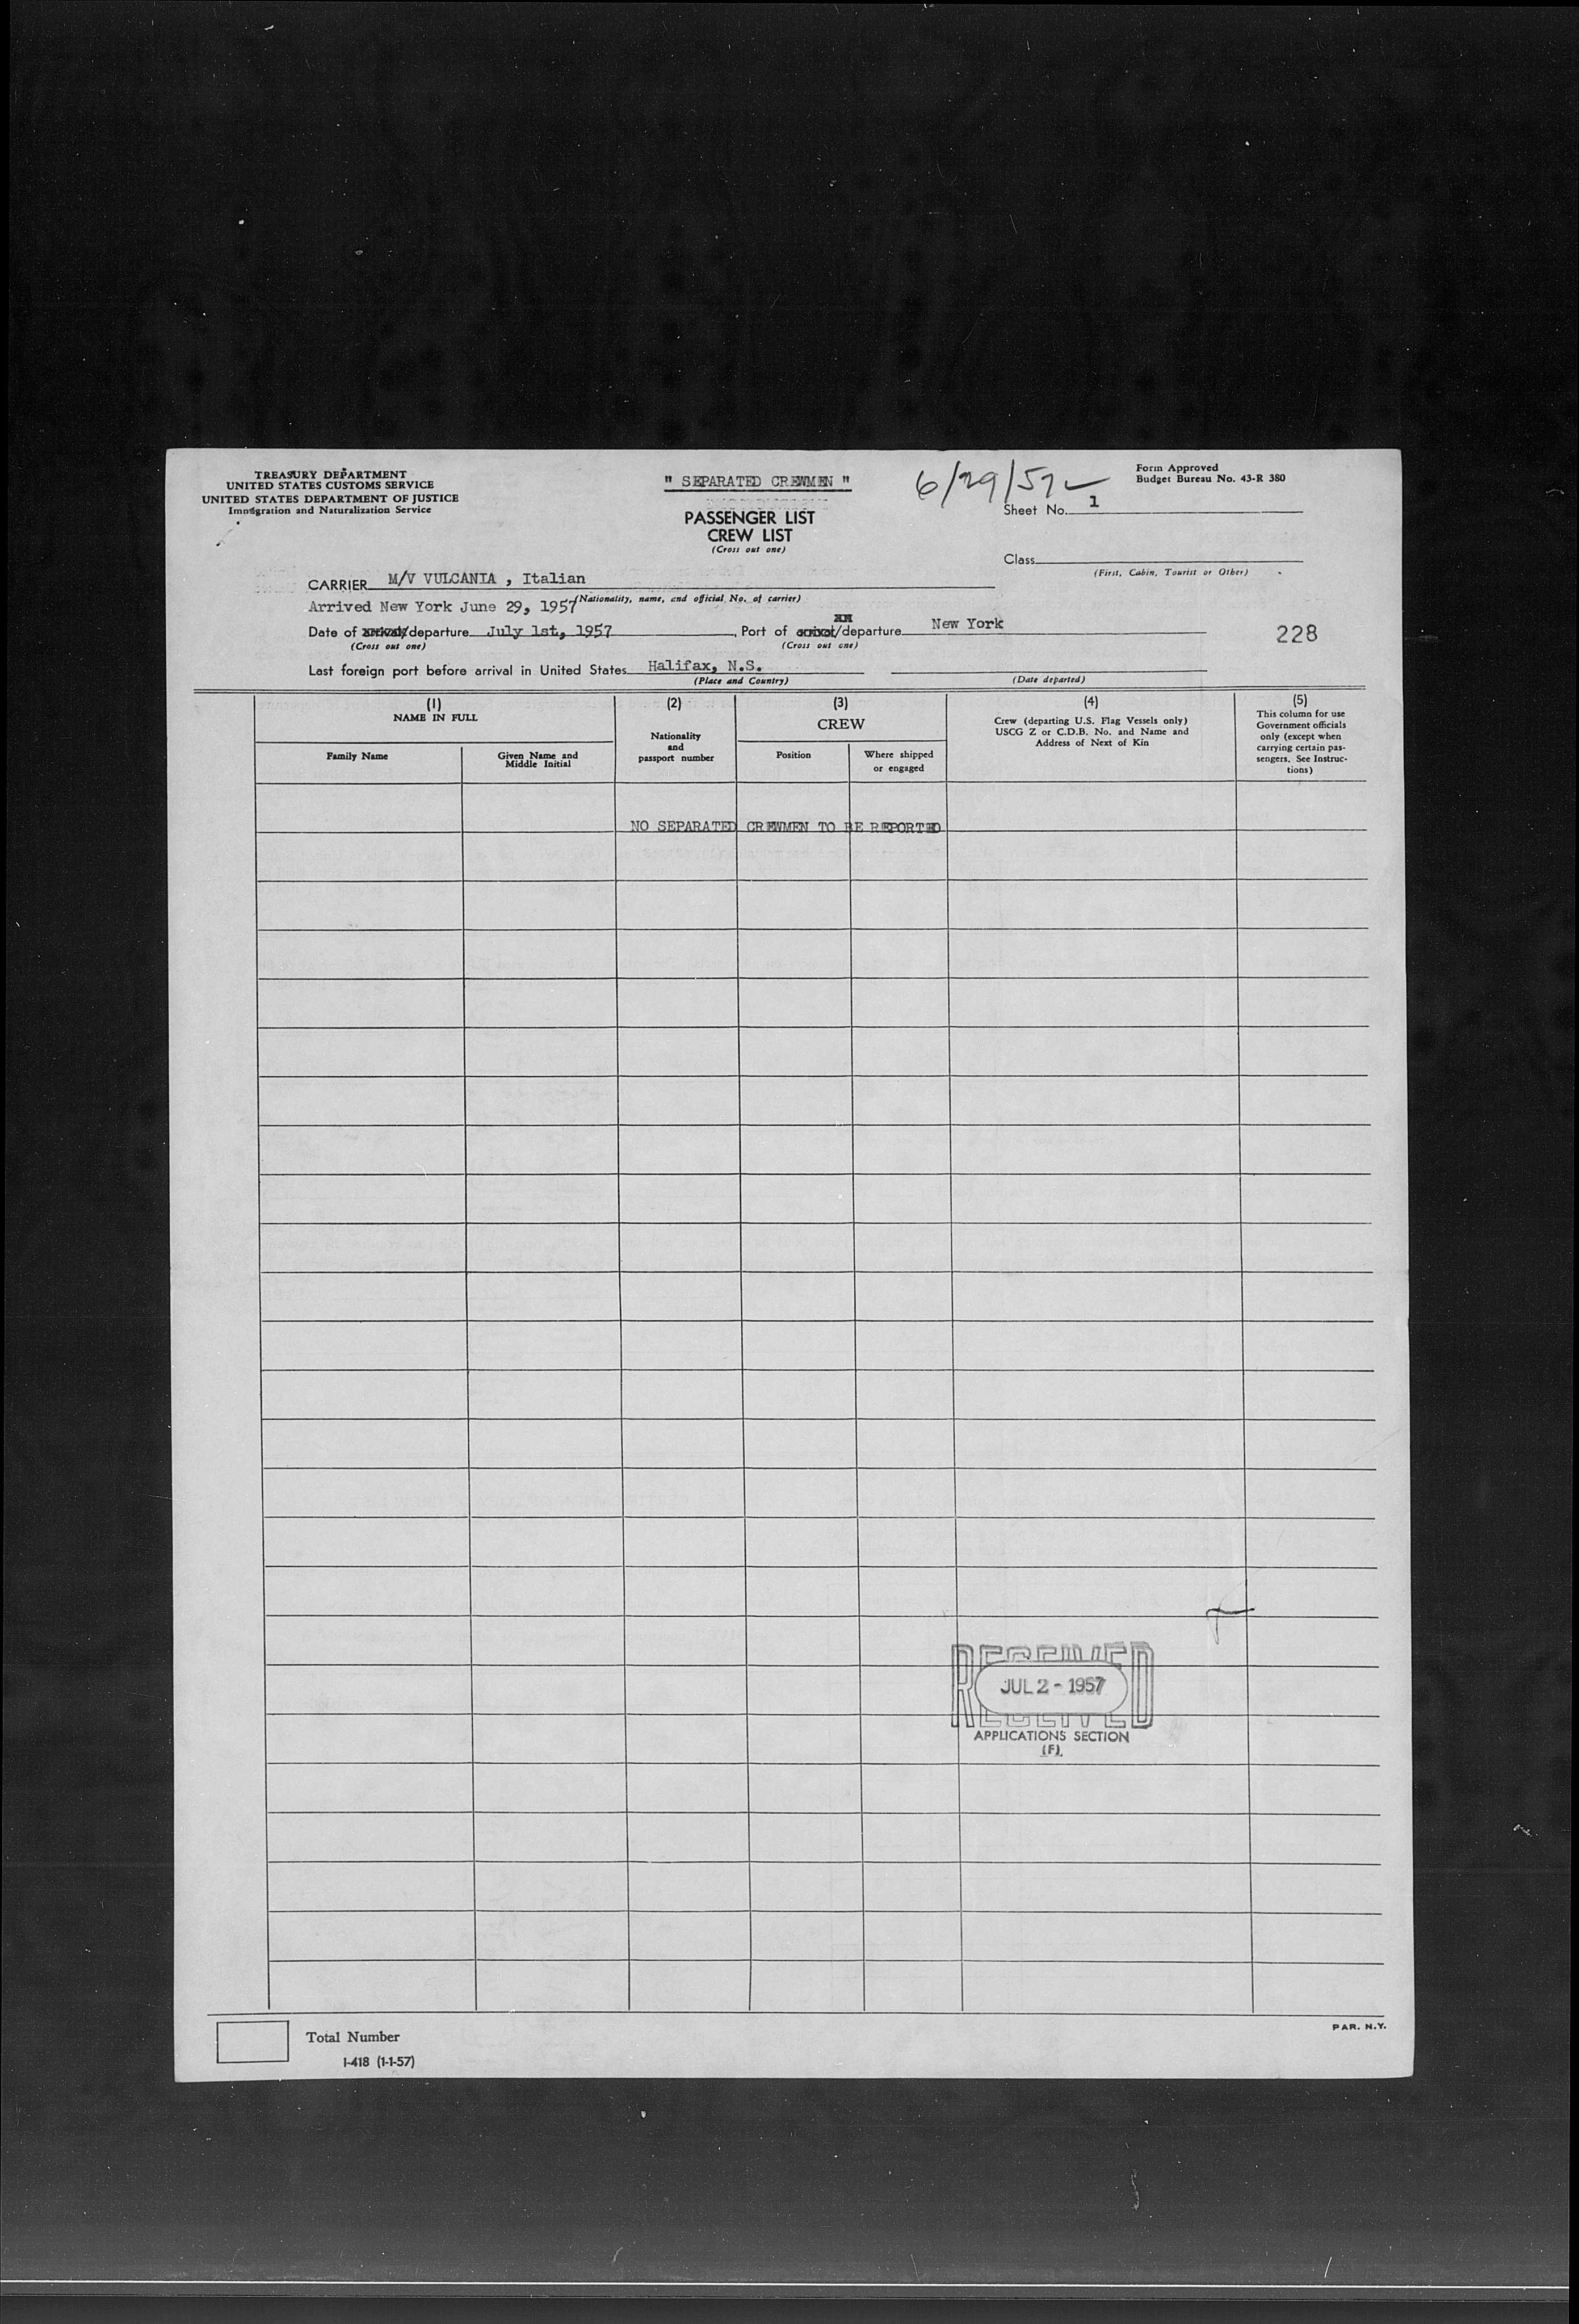 TREASURY DEPARTMENT
UNITED STATES CUSTOMS SERVICE
UNITED STATES DEPARTMENT OF JUSTICE
Immigration and Naturalization Service
" SEPARATED CREWMEN "
PASSENGER LIST
CREW LIST
(Cross out one)
6/29/57
Form Approved
Budget Bureau No. 43-R 380
Sheet No. 1
Class
(First, Cabin, Tourist or Other)
CARRIER M/V VULCANIA , Italian
(Nationality, name, and official No. of carrier)
Arrived New York June 29, 1957
Date of arrival/departure July 1st, 1957, Port of arrival/departure New York
(Cross out one) (Cross out one)
228
Last foreign port before arrival in United States Halifax, N.S.
(Place and Country) (Date departed)
(1)
NAME IN FULL
Family Name
Given Name and
Middle Initial
(2)
Nationality
and
passport number
(3)
CREW
Position
Where shipped
or engaged
(4)
Crew (departing U.S. Flag Vessels only)
USCG Z or C.D.B. No. and Name and
Address of Next of Kin
(5)
This column for use
Government officials
only (except when
carrying certain pas-
sengers. See Instruc-
tions)
NO SEPARATED CREWMEN TO BE REPORTED
RECEIVED
JUL 2 - 1957
RECEIVED
APPLICATIONS SECTION
(F)
Total Number
I-418 (1-1-57)
PAR. N.Y.